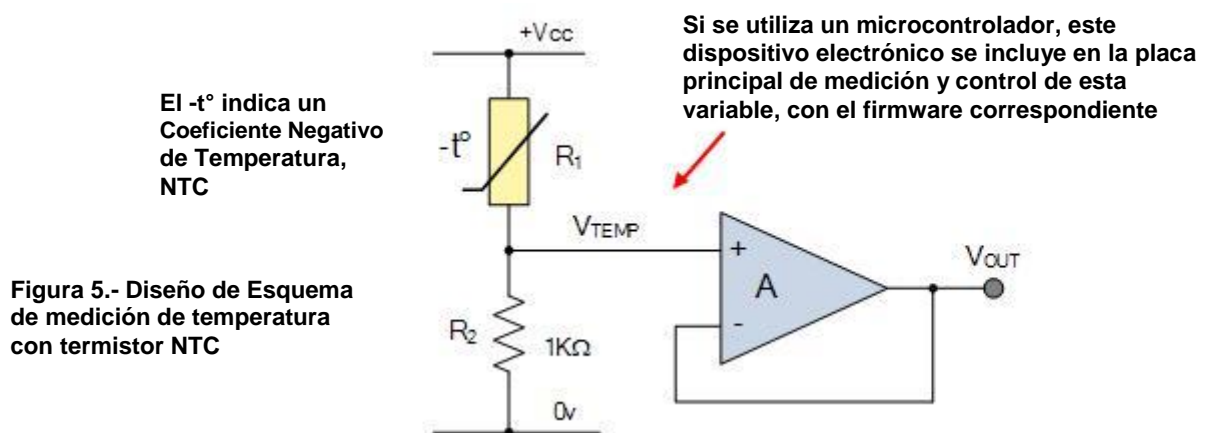 +Vcc
Si se utiliza un microcontrolador, este
dispositivo electrónico se incluye en la placa
principal de medición y control de esta
variable, con el firmware correspondiente
El -t° indica un
Coeficiente Negativo
de Temperatura,
NTC
-t°
R1
VTEMP
+
A
-
VOUT
Figura 5.- Diseño de Esquema
de medición de temperatura
con termistor NTC
R2
1KΩ
0v